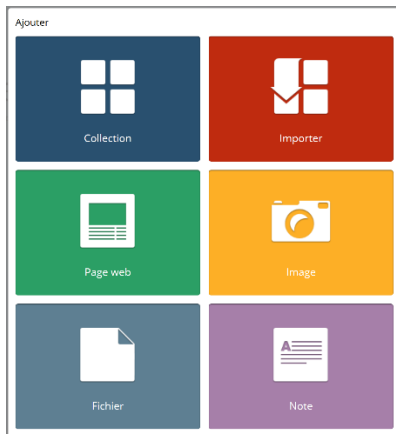 Ajouter
Collection
Importer
Page web
Image
Fichier
A
Note